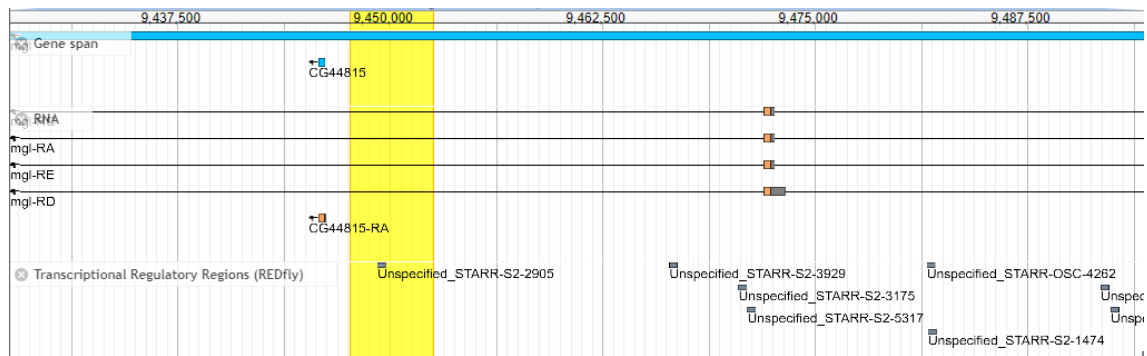 9,437,500 9,450,000 9,462,500 9,475,000 9,487,500
Gene span
CG44815
RNA
mgl-RA
mgl-RE
mgl-RD
CG44815-RA
Transcriptional Regulatory Regions (REDfly)
Unspecified_STARR-S2-2905 Unspecified_STARR-S2-3929 Unspecified_STARR-OSC-4262
Unspecified_STARR-S2-3175
Unspecified_STARR-S2-5317
Unspecified_STARR-S2-1474